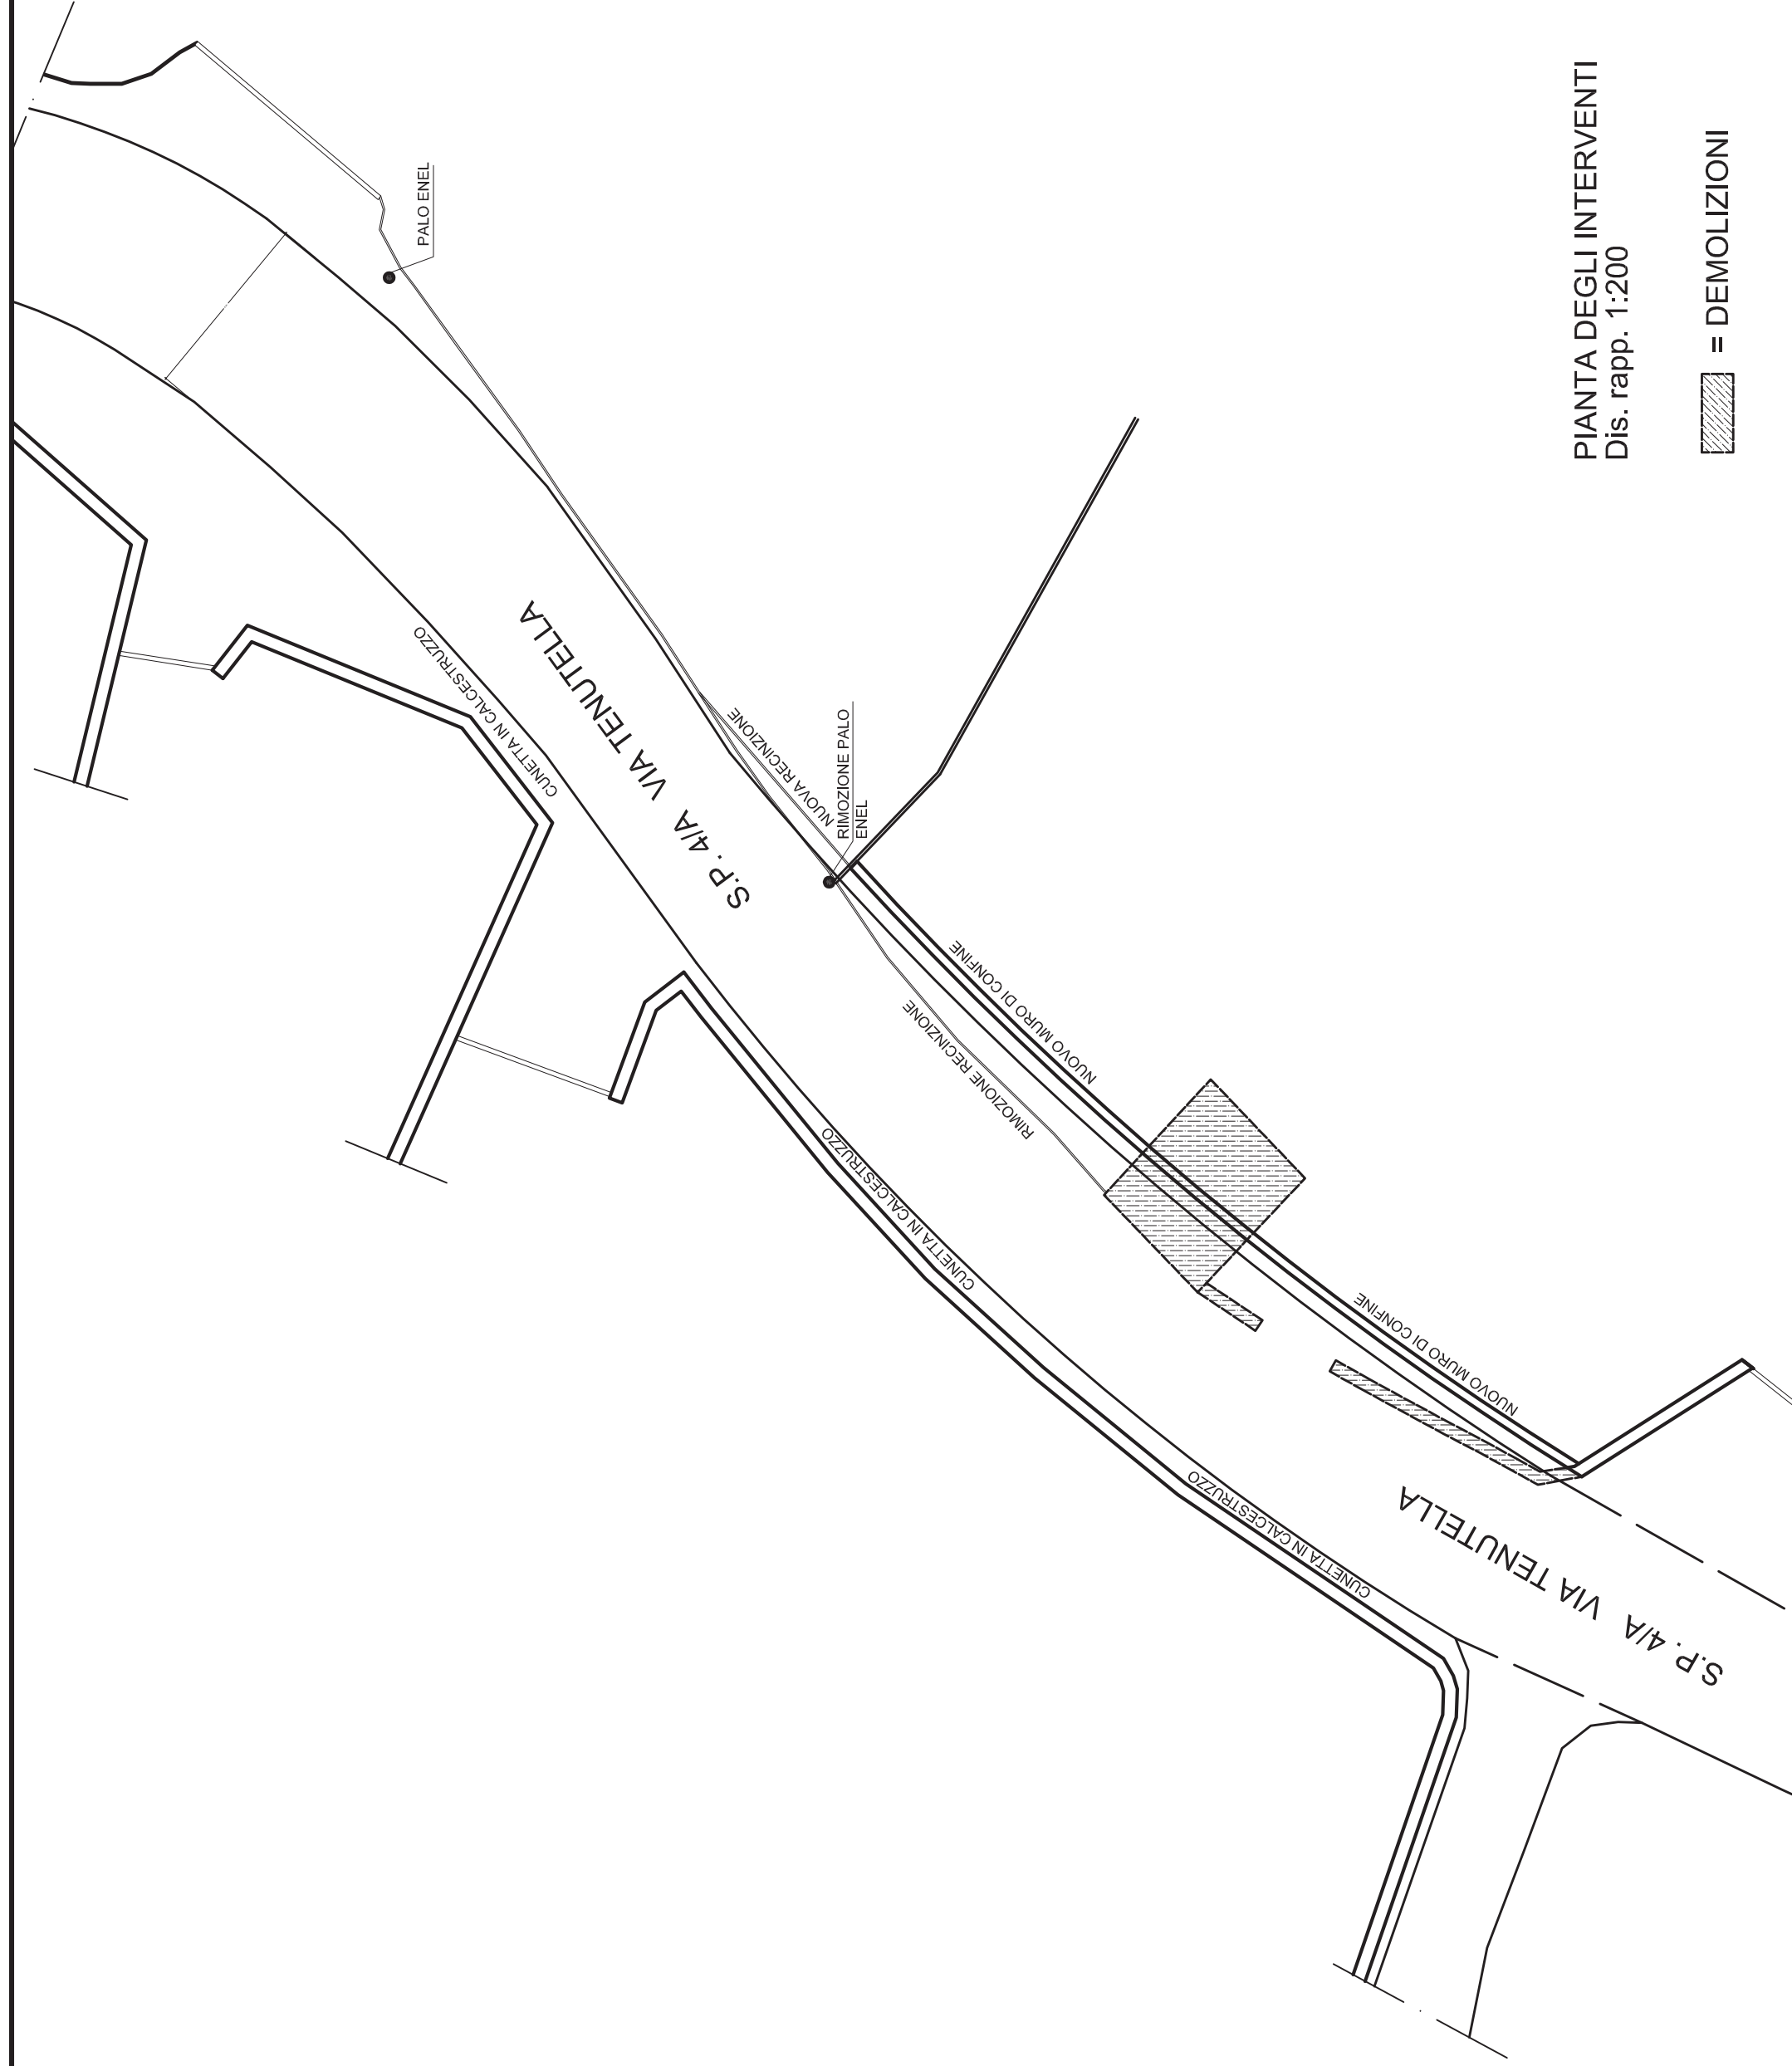 PIANTA DEGLI INTERVENTI
Dis. rapp. 1:200
= DEMOLIZIONI
PALO ENEL
CUNETTA IN CALCESTRUZZO
S.P. 4/A VIA TENUTELLA
NUOVA RECINZIONE
RIMOZIONE PALO
ENEL
NUOVO MURO DI CONFINE
RIMOZIONE RECINZIONE
CUNETTA IN CALCESTRUZZO
NUOVO MURO DI CONFINE
CUNETTA IN CALCESTRUZZO
S.P. 4/A VIA TENUTELLA